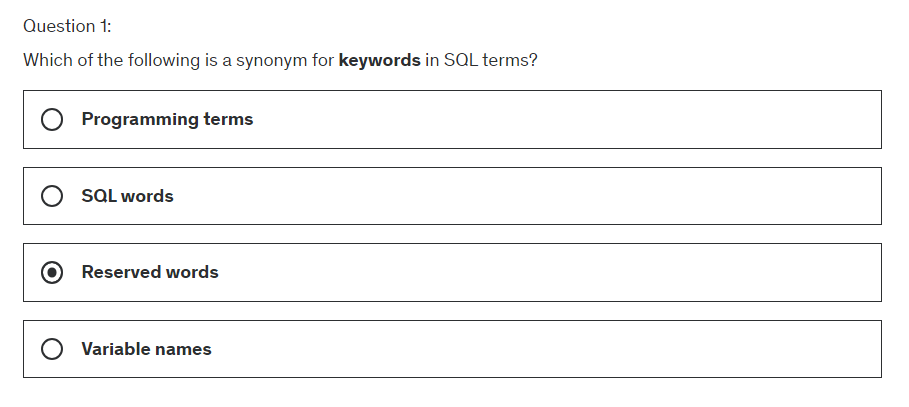 Question 1:
Which of the following is a synonym for keywords in SQL terms?
Programming terms
SQL words
Reserved words
Variable names